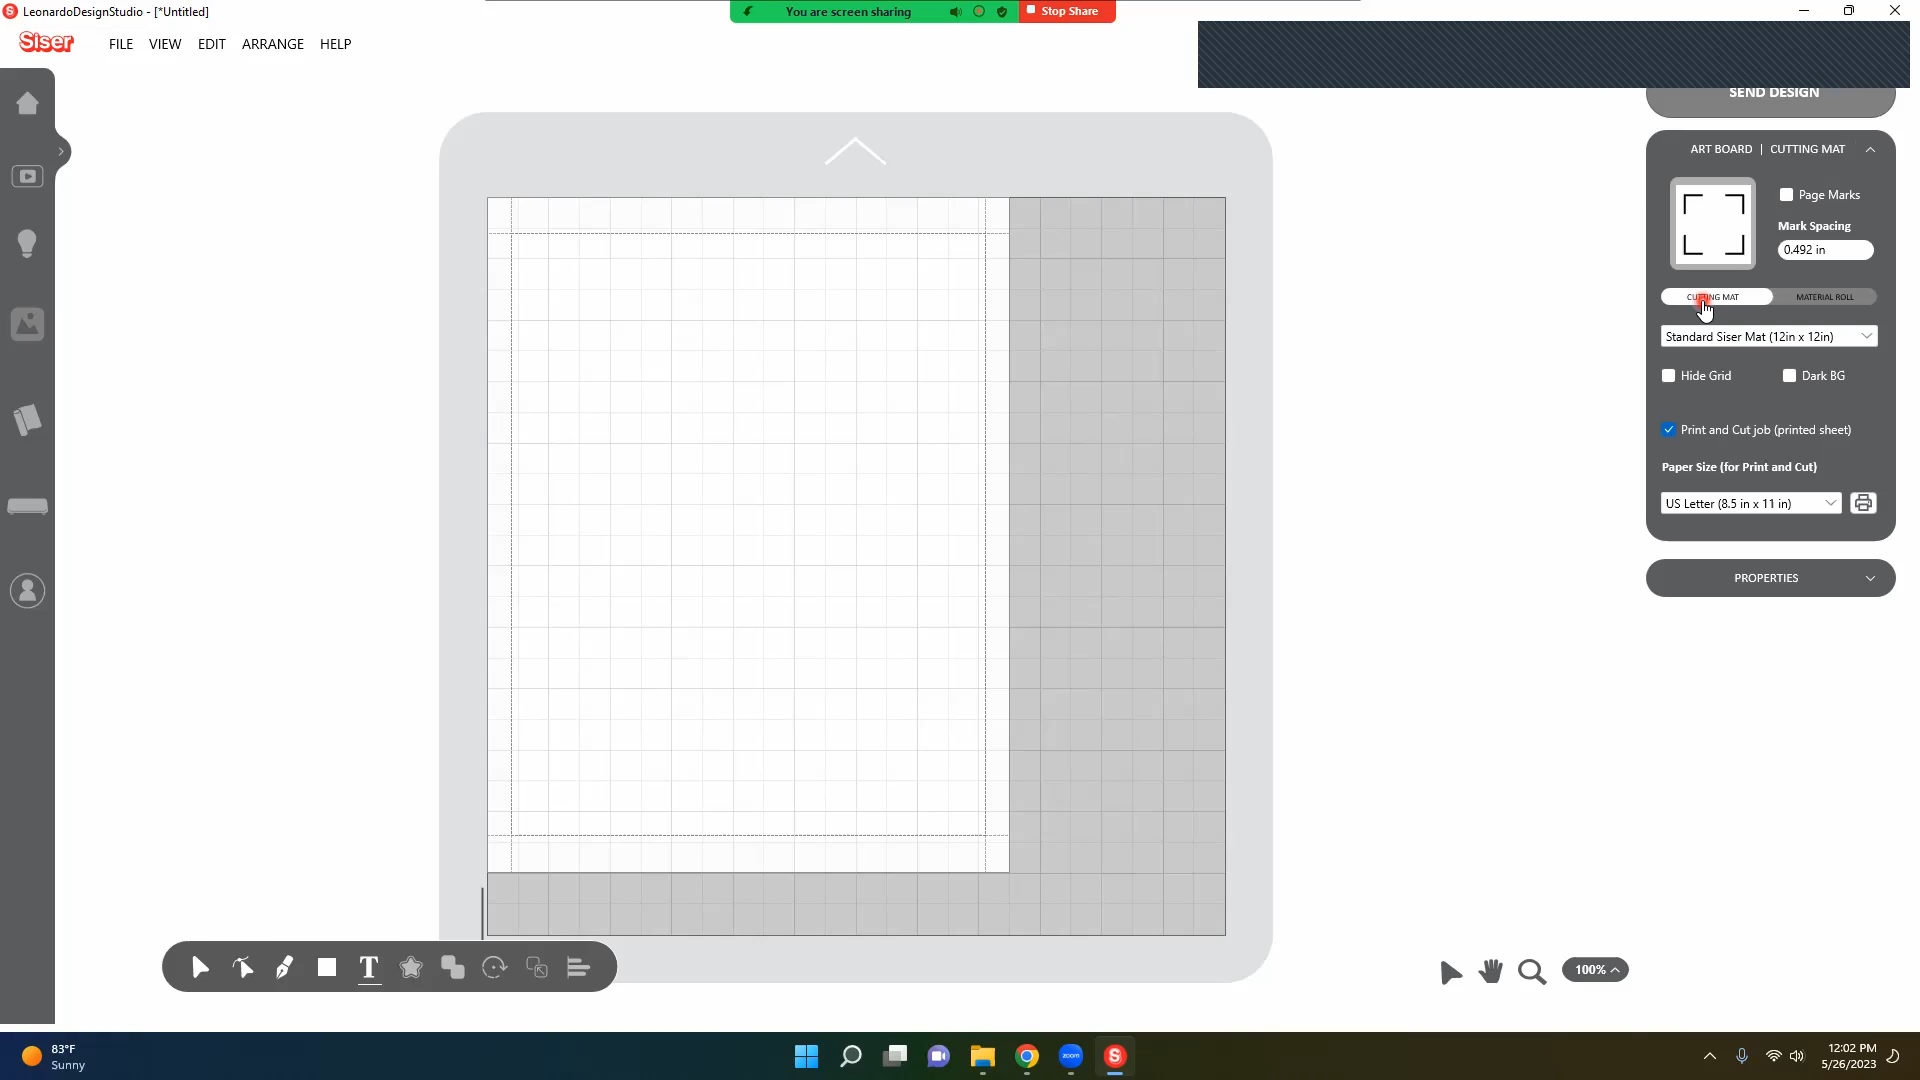 LeonardoDesignStudio - [*Untitled]
You are screen sharing
Stop Share
Siser
FILE VIEW EDIT ARRANGE HELP
SEND DESIGN
ART BOARD | CUTTING MAT
Page Marks
Mark Spacing
0.492 in
CUTTING MAT MATERIAL ROLL
Standard Siser Mat (12in x 12in)
Hide Grid Dark BG
Print and Cut job (printed sheet)
Paper Size (for Print and Cut)
US Letter (8.5 in x 11 in)
PROPERTIES
T
100%
83°F
Sunny
zoom
S
12:02 PM
5/26/2023